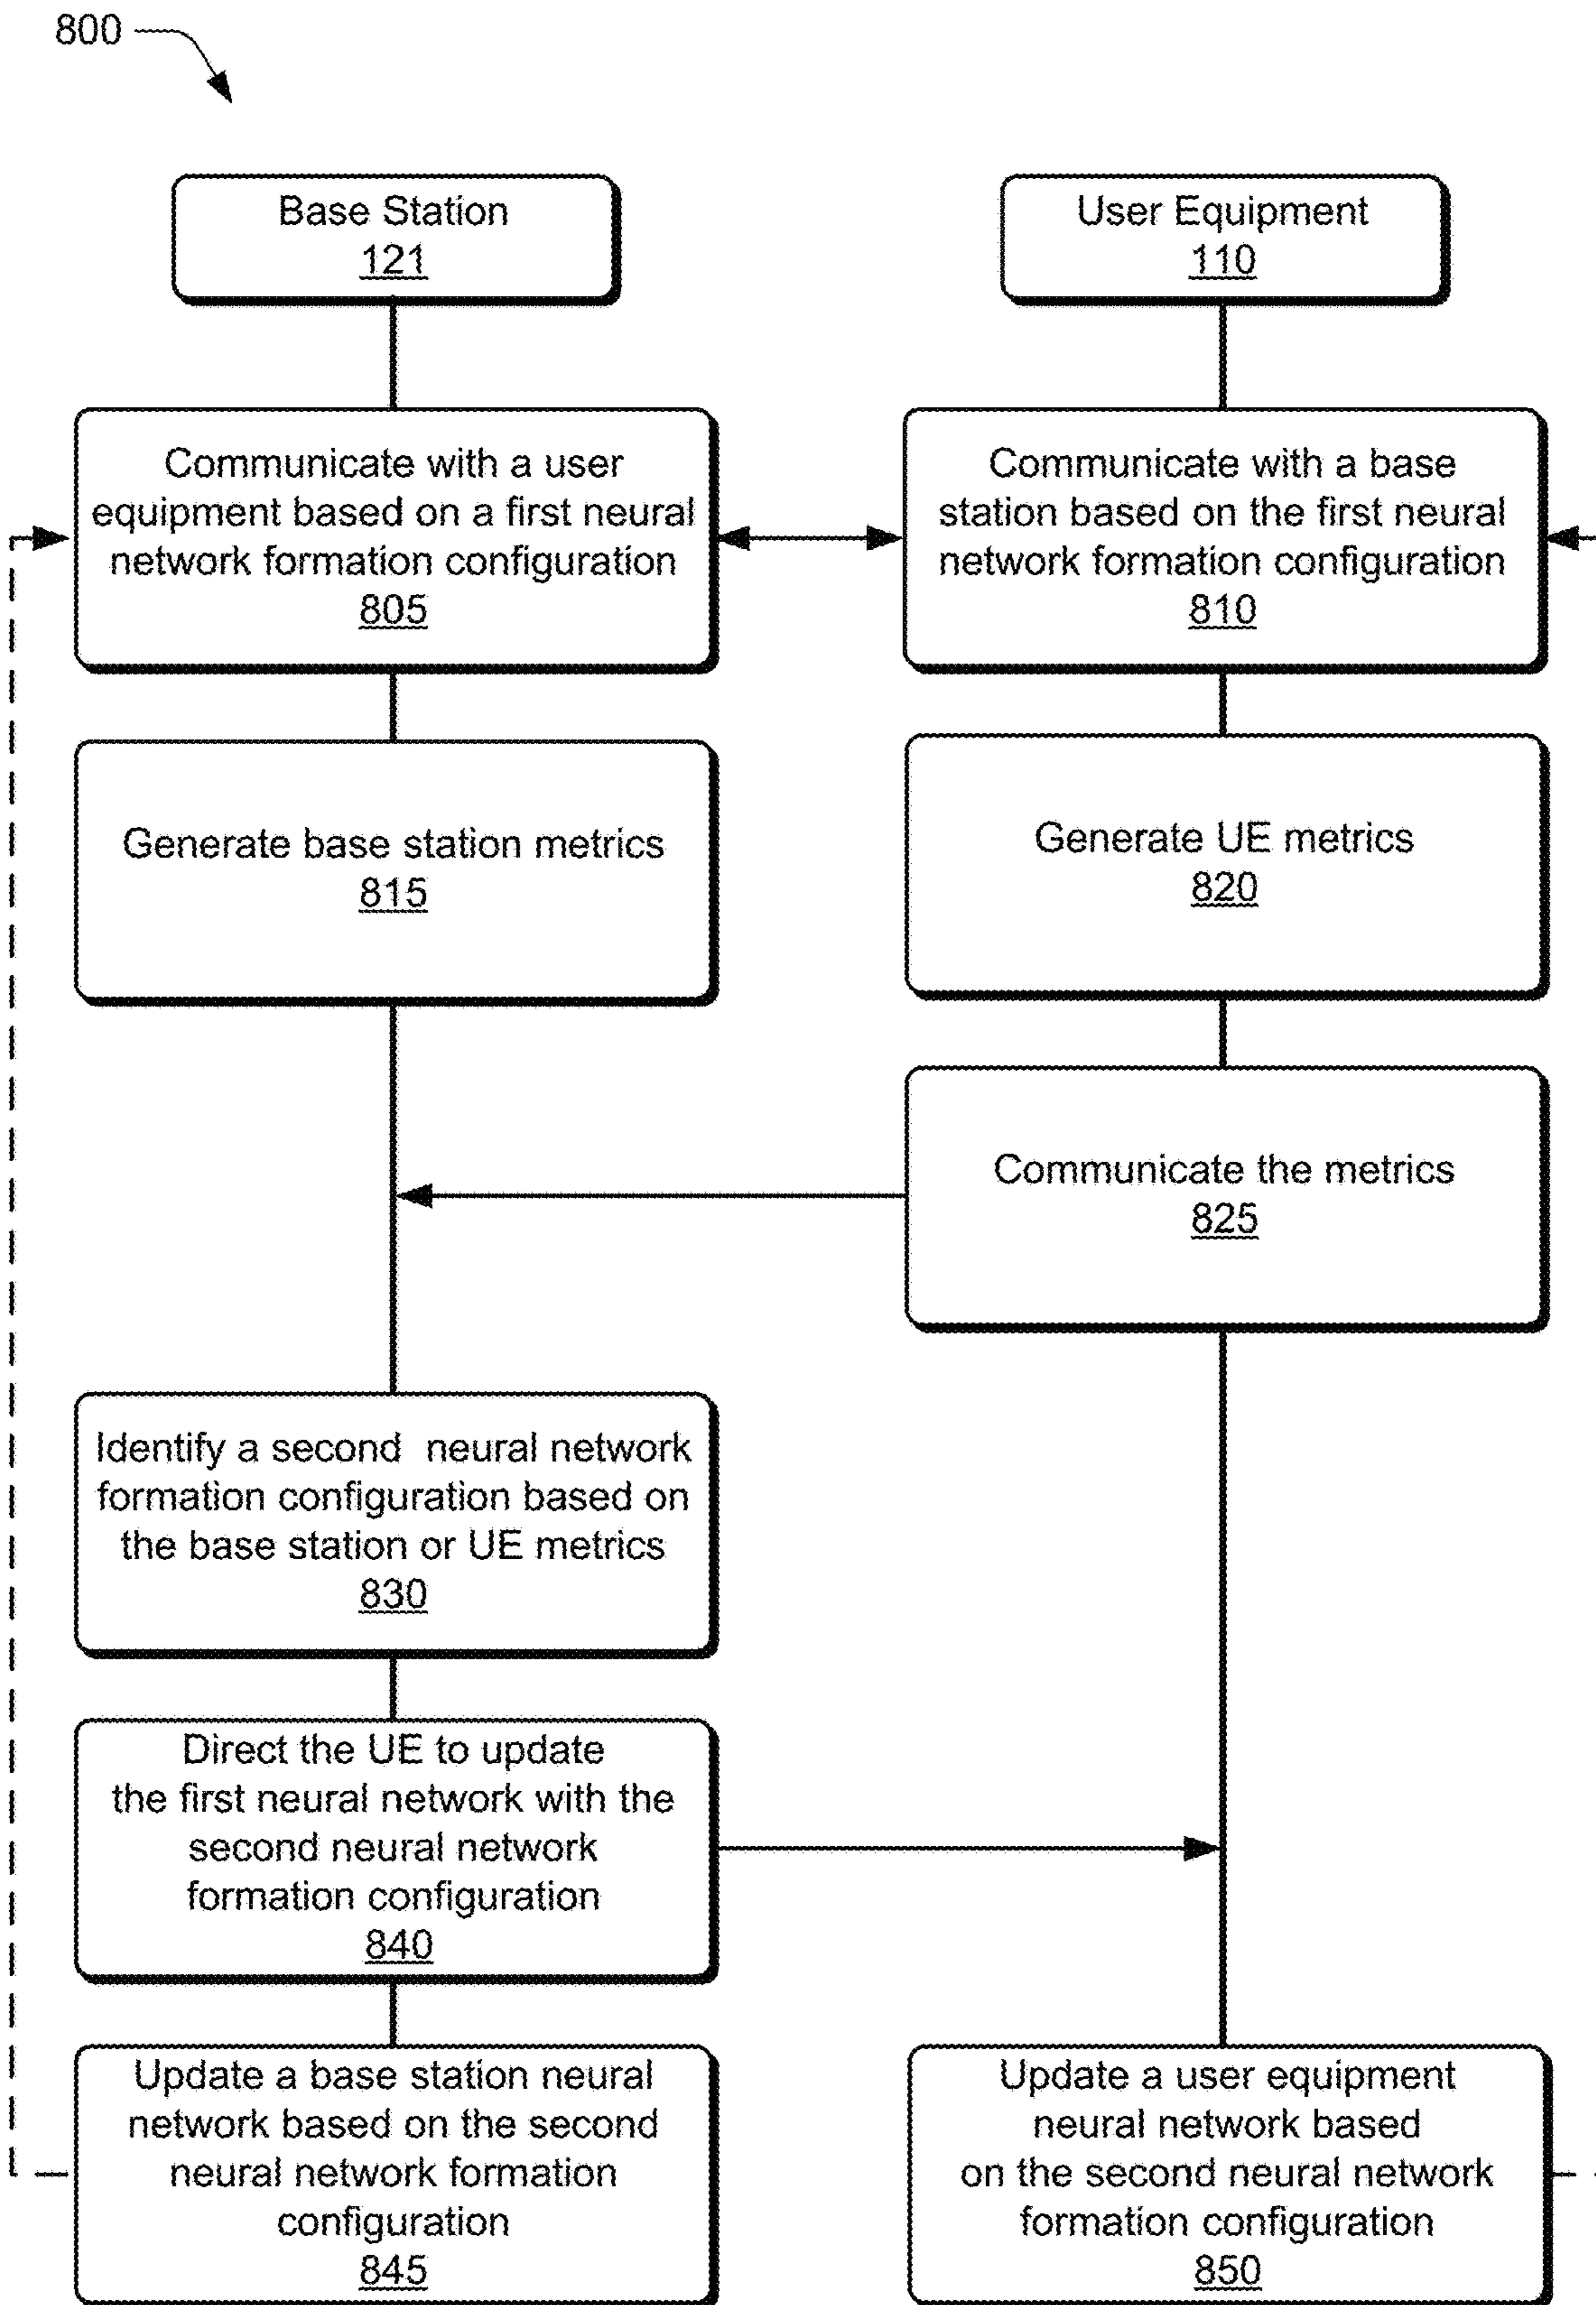 800
Base Station
121
User Equipment
110
Communicate with a user
equipment based on a first neural
network formation configuration
805
Communicate with a base
station based on the first neural
network formation configuration
810
Generate base station metrics
815
Generate UE metrics
820
Communicate the metrics
825
Identify a second neural network
formation configuration based on
the base station or UE metrics
830
Direct the UE to update
the first neural network with the
second neural network
formation configuration
840
Update a base station neural
network based on the second
neural network formation
configuration
845
Update a user equipment
neural network based
on the second neural network
formation configuration
850